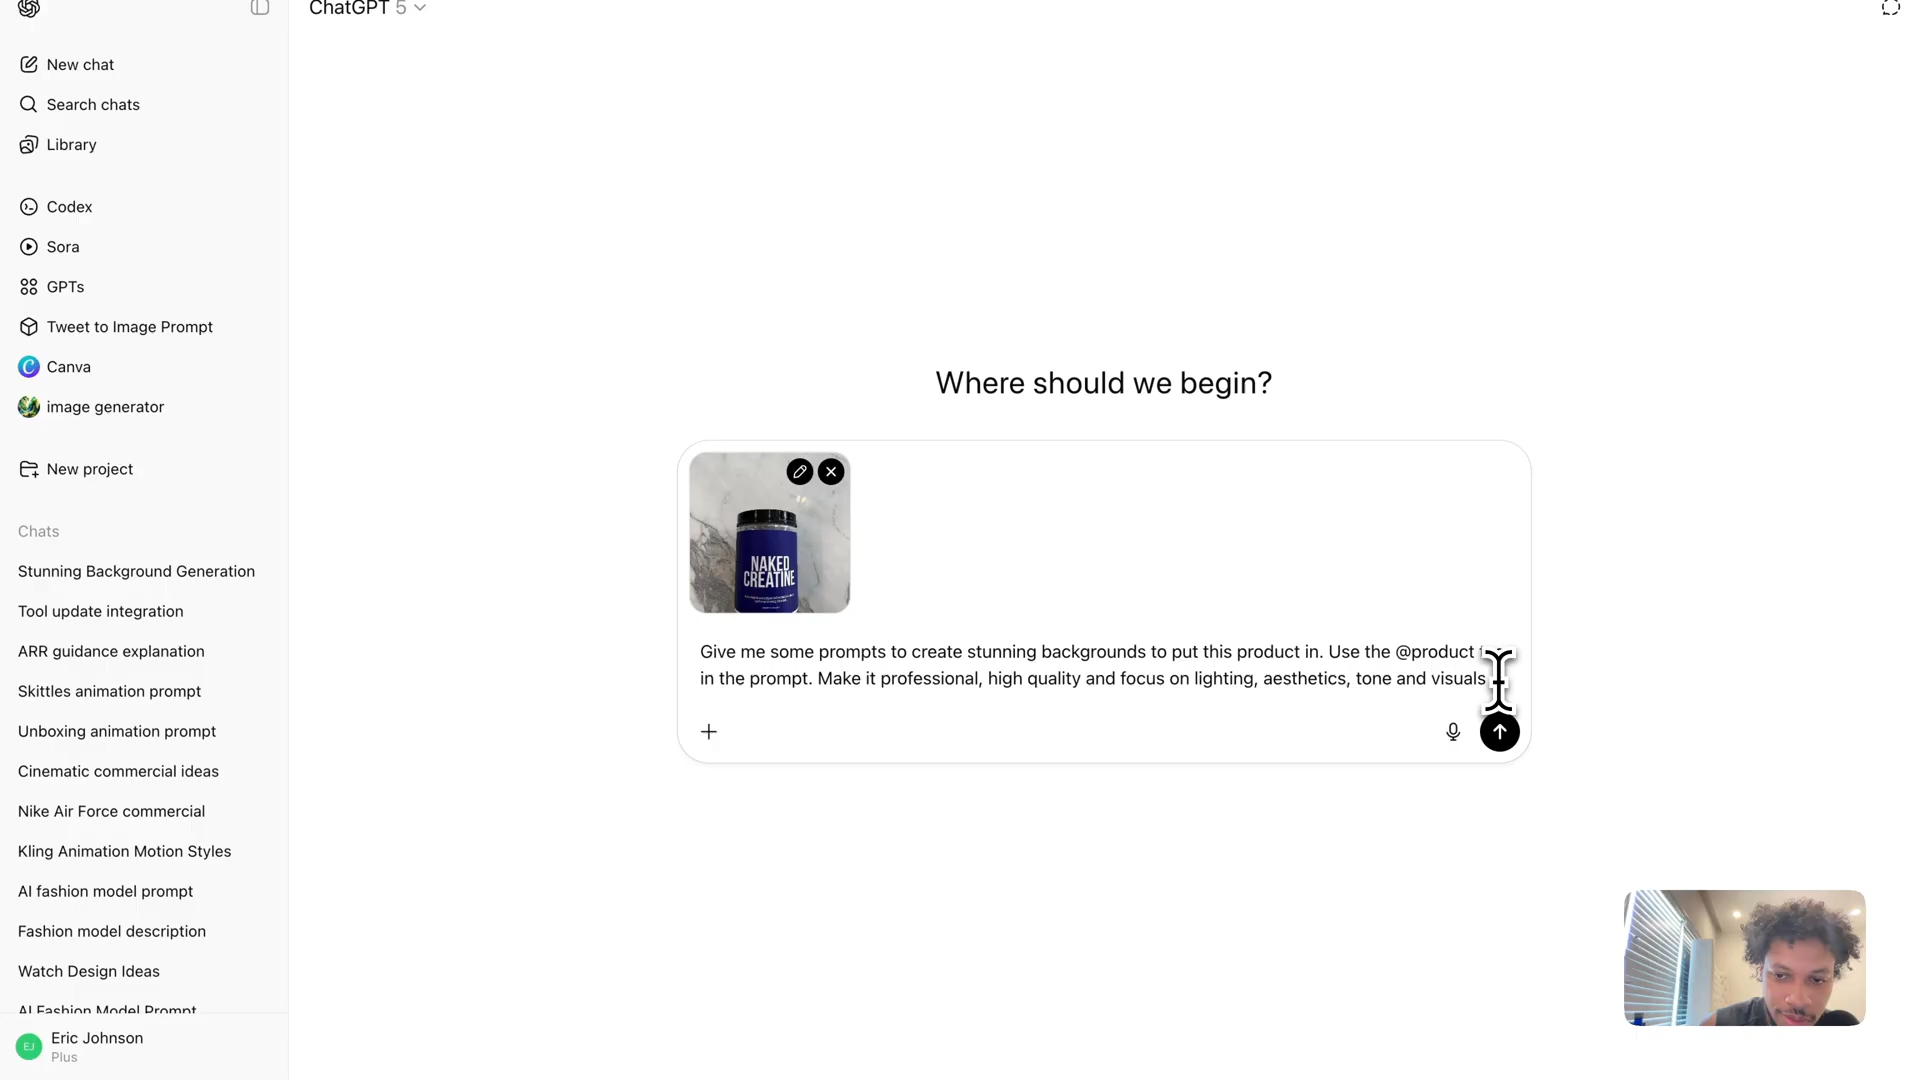 ChatGPT 5
New chat
Search chats
Library
Codex
Sora
GPTs
Tweet to Image Prompt
Canva
image generator
New project
Chats
Stunning Background Generation
Tool update integration
ARR guidance explanation
Skittles animation prompt
Unboxing animation prompt
Cinematic commercial ideas
Nike Air Force commercial
Kling Animation Motion Styles
AI fashion model prompt
Fashion model description
Watch Design Ideas
AI Fashion Model Prompt
EJ
Eric Johnson
Plus
Where should we begin?
NAKED
CREATINE
Give me some prompts to create stunning backgrounds to put this product in. Use the @product
in the prompt. Make it professional, high quality and focus on lighting, aesthetics, tone and visuals